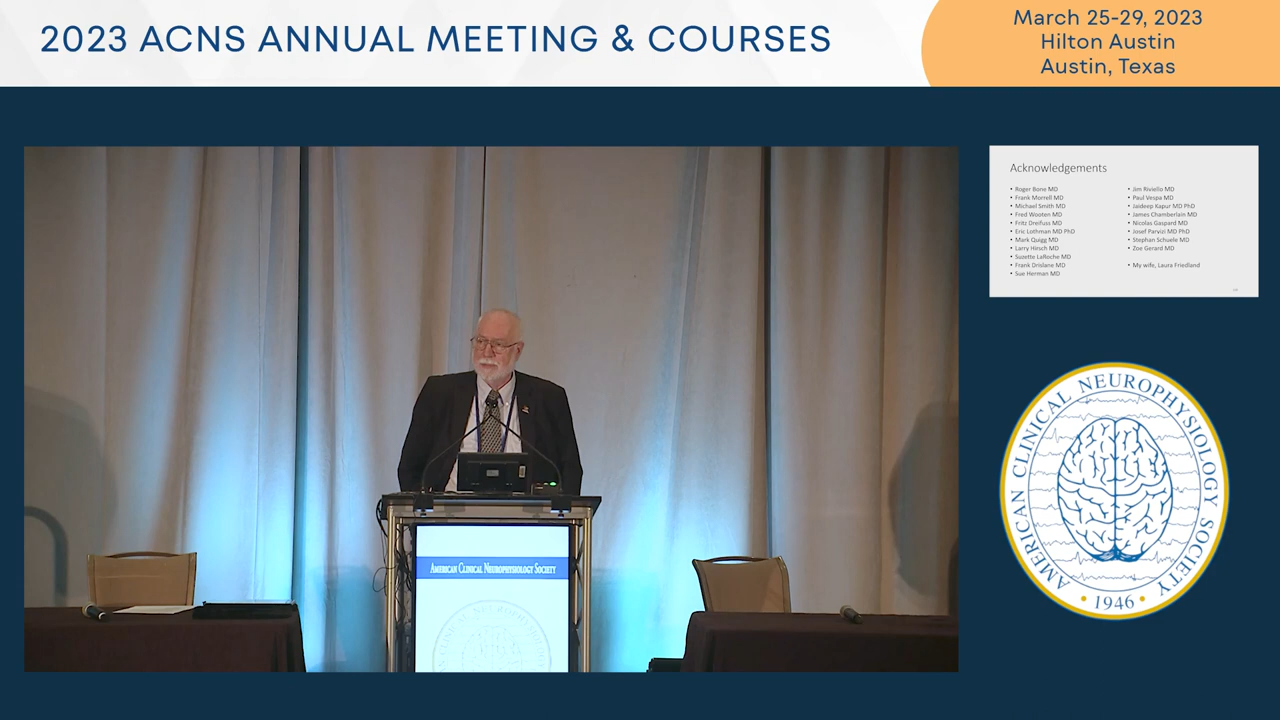 2023 ACNS ANNUAL MEETING & COURSES
March 25-29, 2023
Hilton Austin
Austin, Texas
Acknowledgements
• Roger Bone MD
• Frank Morrell MD
• Michael Smith MD
• Fred Wooten MD
• Fritz Dreifuss MD
• Eric Lothman MD PhD
• Mark Quigg MD
• Larry Hirsch MD
• Suzette LaRoche MD
• Frank Drislane MD
• Sue Herman MD
• Jim Riviello MD
• Paul Vespa MD
• Jaideep Kapur MD PhD
• James Chamberlain MD
• Nicolas Gaspard MD
• Josef Parvizi MD PhD
• Stephan Schuele MD
• Zoe Gerard MD
• My wife, Laura Friedland
AMERICAN CLINICAL NEUROPHYSIOLOGY SOCIETY
• 1946 •
AMERICAN CLINICAL NEUROPHYSIOLOGY SOCIETY